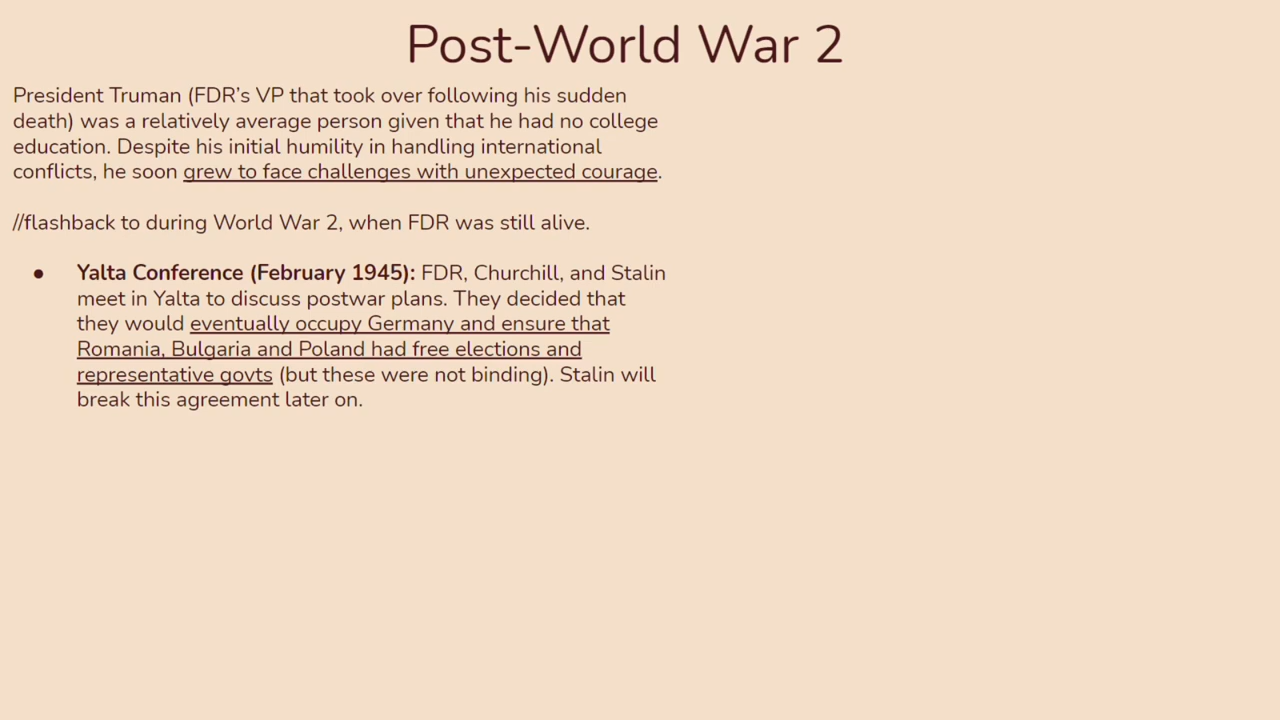 Post-World War 2
President Truman (FDR's VP that took over following his sudden
death) was a relatively average person given that he had no college
education. Despite his initial humility in handling international
conflicts, he soon grew to face challenges with unexpected courage.
//flashback to during World War 2, when FDR was still alive.
● Yalta Conference (February 1945): FDR, Churchill, and Stalin
meet in Yalta to discuss postwar plans. They decided that
they would eventually occupy Germany and ensure that
Romania, Bulgaria and Poland had free elections and
representative govts (but these were not binding). Stalin will
break this agreement later on.